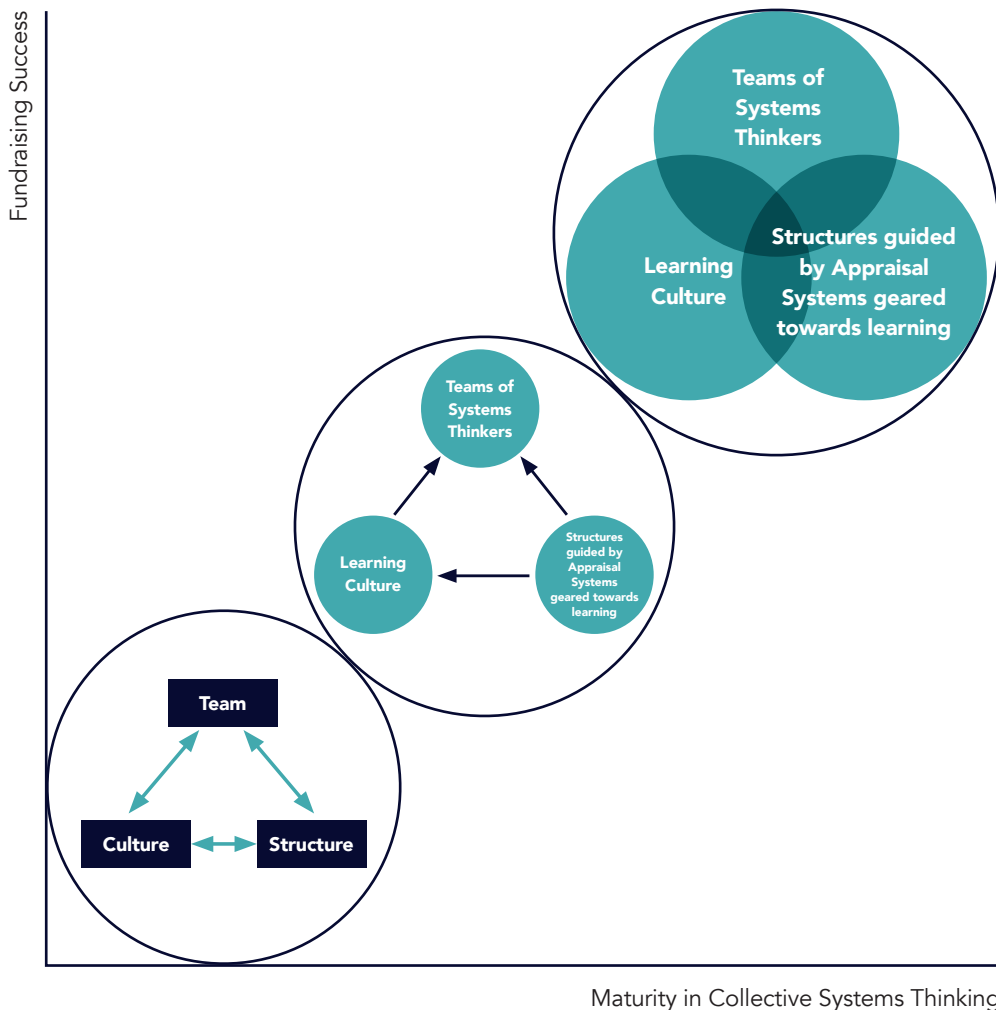 Fundraising Success
Teams of
Systems
Thinkers
Learning
Culture
Structures guided
by Appraisal
Systems geared
towards learning
Teams of
Systems
Thinkers
Learning
Culture
Structures
guided by
Appraisal
Systems
geared towards
learning
Team
Culture
Structure
Maturity in Collective Systems Thinking